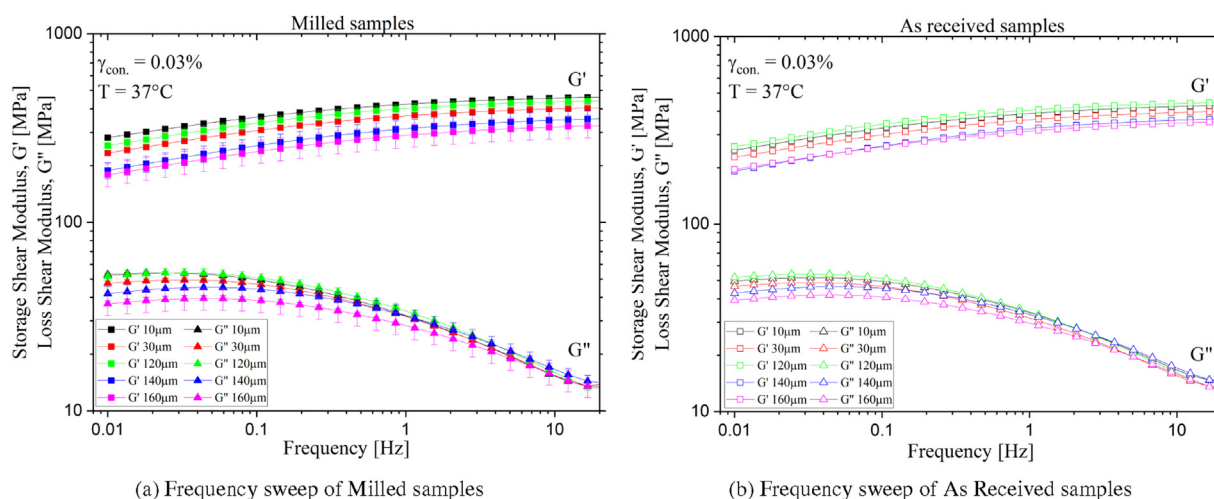 Milled samples
1000
100
10
Storage Shear Modulus, G' [MPa]
Loss Shear Modulus, G" [MPa]
γcon. = 0.03%
T = 37°C
G'
G"
G' 10µm G" 10µm
G' 30µm G" 30µm
G' 120µm G" 120µm
G' 140µm G" 140µm
G' 160µm G" 160µm
0.01 0.1 1 10
Frequency [Hz]
(a) Frequency sweep of Milled samples
As received samples
1000
100
10
Storage Shear Modulus, G' [MPa]
Loss Shear Modulus, G" [MPa]
γcon. = 0.03%
T = 37°C
G'
G"
G' 10µm G" 10µm
G' 30µm G" 30µm
G' 120µm G" 120µm
G' 140µm G" 140µm
G' 160µm G" 160µm
0.01 0.1 1 10
Frequency [Hz]
(b) Frequency sweep of As Received samples